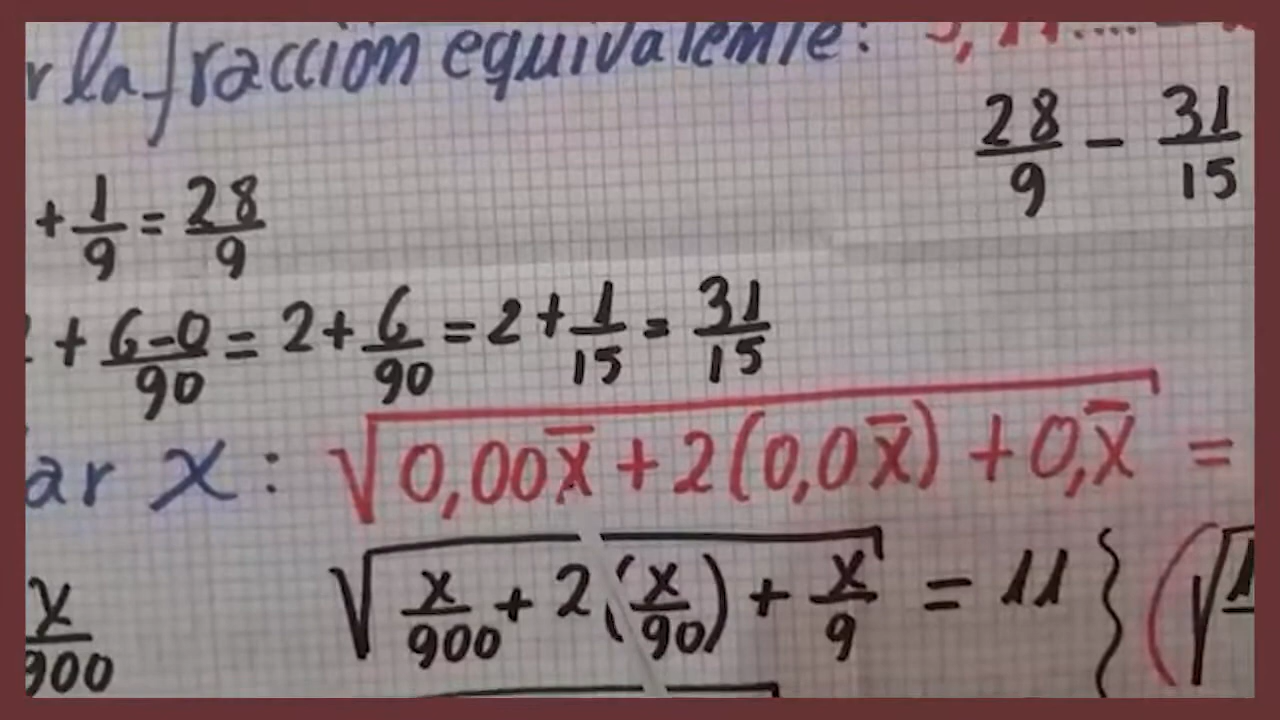 la fracción equivalente:
28/9 - 31/15
+ 1/9 = 28/9
+ 6-0/90 = 2 + 6/90 = 2 + 1/15 = 31/15
ar x: √(0,00x̅ + 2(0,0x̅) + 0,x̅) =
x/900 √(x/900 + 2(x/90) + x/9) = 11 } (√